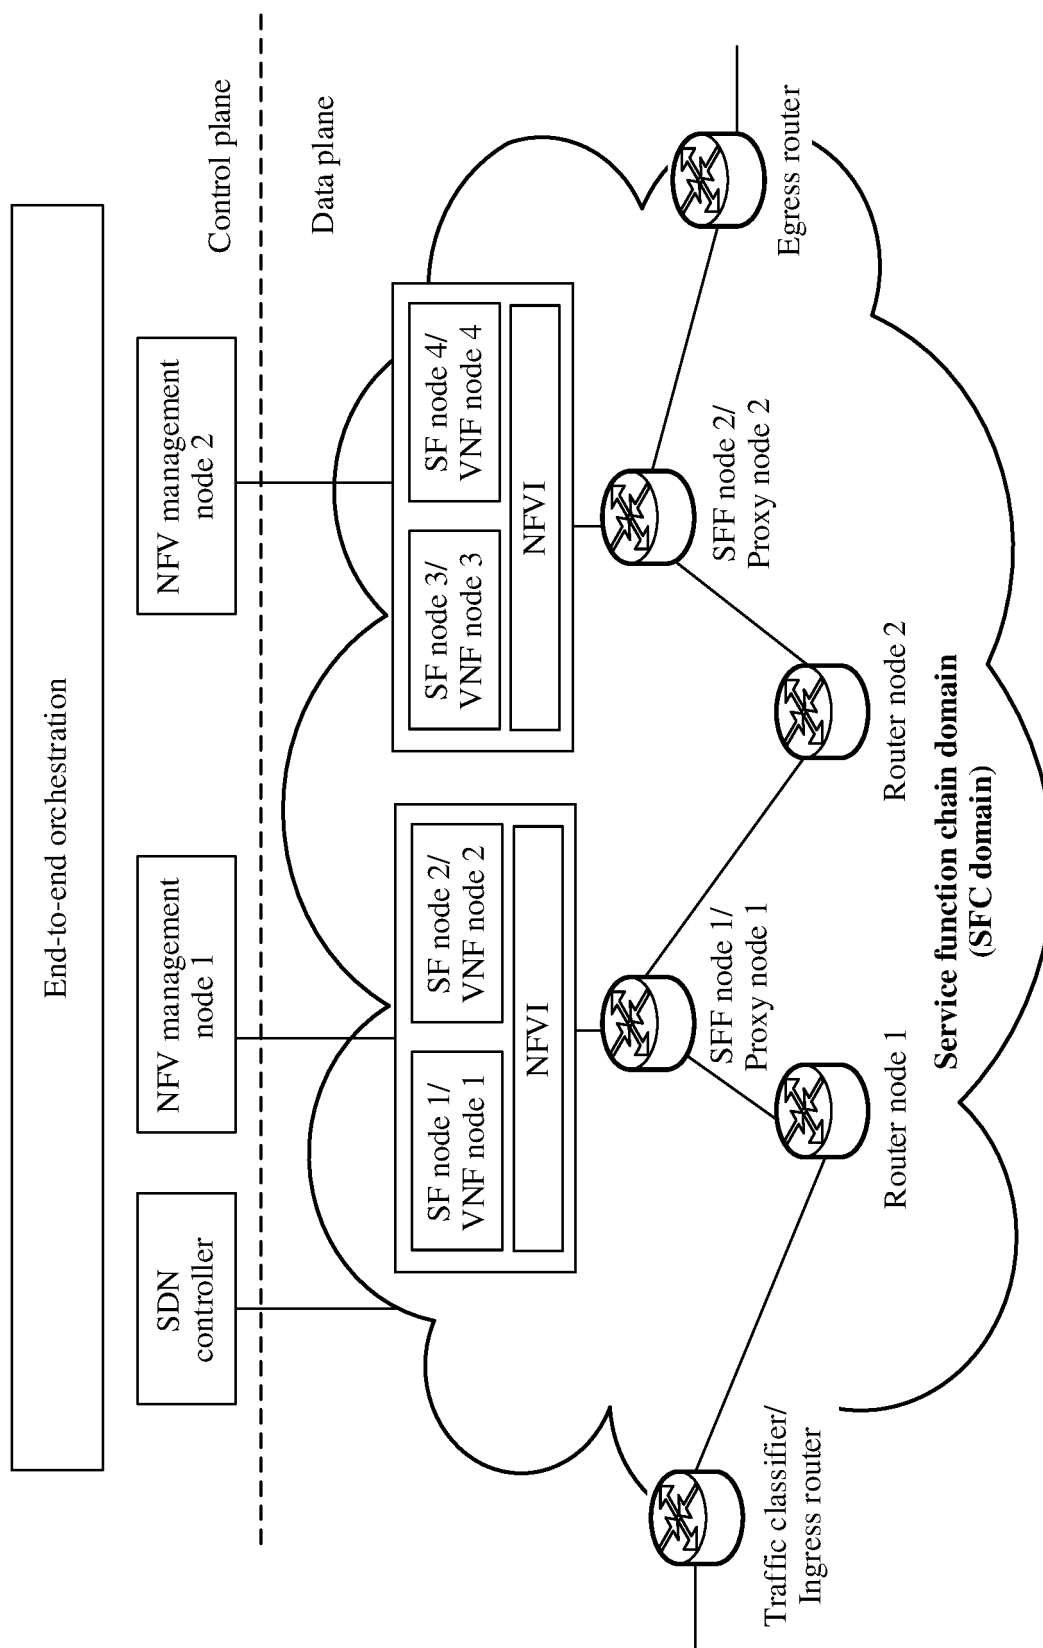 End-to-end orchestration
SDN
controller
NFV management
node 1
NFV management
node 2
Control plane
Data plane
SF node 1/
VNF node 1
SF node 2/
VNF node 2
NFVI
SF node 3/
VNF node 3
SF node 4/
VNF node 4
NFVI
Traffic classifier/
Ingress router
Router node 1
SFF node 1/
Proxy node 1
Router node 2
SFF node 2/
Proxy node 2
Egress router
Service function chain domain
(SFC domain)